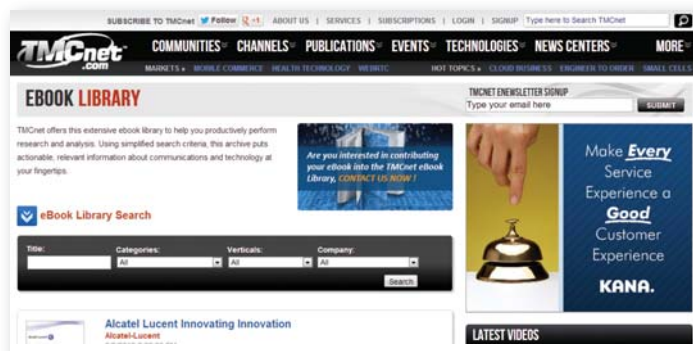 SUBSCRIBE TO TMCnet Follow +1 ABOUT US | SERVICES | SUBSCRIPTIONS | LOGIN | SIGNUP Type here to Search TMCnet
TMCnet.com
COMMUNITIES CHANNELS PUBLICATIONS EVENTS TECHNOLOGIES NEWS CENTERS MORE
MARKETS MOBILE COMMERCE HEALTH TECHNOLOGY WEBRTC HOT TOPICS CLOUD BUSINESS ENGINEER TO ORDER SMALL CELLS
EBOOK LIBRARY
TMCNET ENEWSLETTER SIGNUP
Type your email here SUBMIT
TMCnet offers this extensive ebook library to help you productively perform
research and analysis. Using simplified search criteria, this archive puts
actionable, relevant information about communications and technology at
your fingertips.
Are you interested in contributing
your eBook into the TMCnet eBook
Library, CONTACT US NOW !
eBook Library Search
Title: Categories: Verticals: Company:
All All All
Search
Make Every
Service
Experience a
Good
Customer
Experience
KANA.
Alcatel Lucent Innovating Innovation
Alcatel-Lucent
LATEST VIDEOS